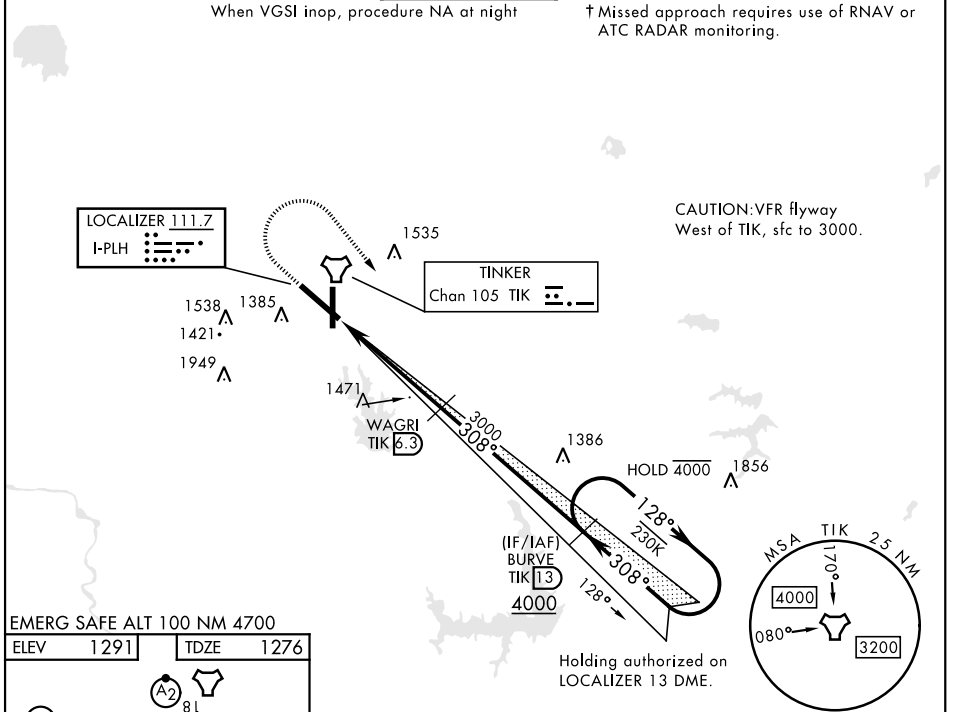 When VGSI inop, procedure NA at night
† Missed approach requires use of RNAV or
ATC RADAR monitoring.
CAUTION:VFR flyway
West of TIK, sfc to 3000.
LOCALIZER 111.7
I-PLH
1535
TINKER
Chan 105 TIK
1538
1385
1421
1949
1471
WAGRI
TIK 6.3
3000
308°
1386
HOLD 4000
1856
128°
230K
308°
(IF/IAF)
BURVE
TIK 13
4000
128°
Holding authorized on
LOCALIZER 13 DME.
MSA TIK 25 NM
170°
4000
080°
3200
EMERG SAFE ALT 100 NM 4700
ELEV 1291
TDZE 1276
A2